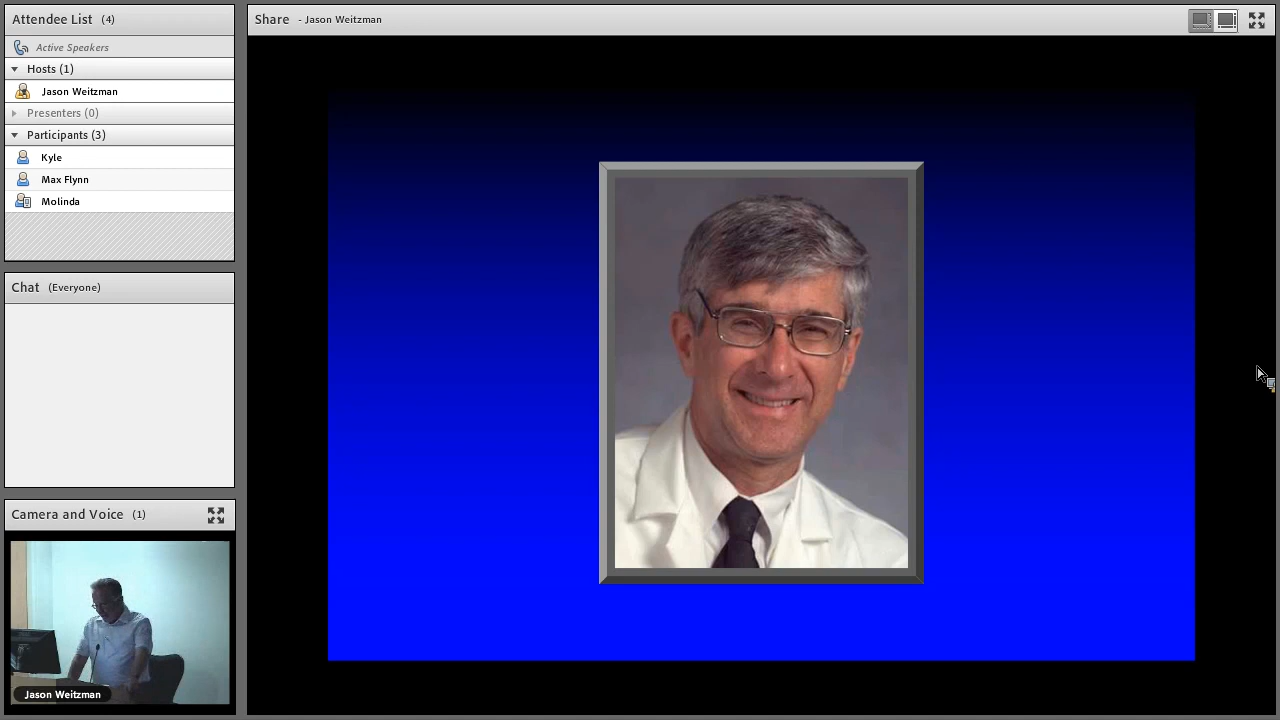 Attendee List (4)
Active Speakers
Hosts (1)
Jason Weitzman
Presenters (0)
Participants (3)
Kyle
Max Flynn
Molinda
Chat (Everyone)
Camera and Voice (1)
Jason Weitzman
Share - Jason Weitzman